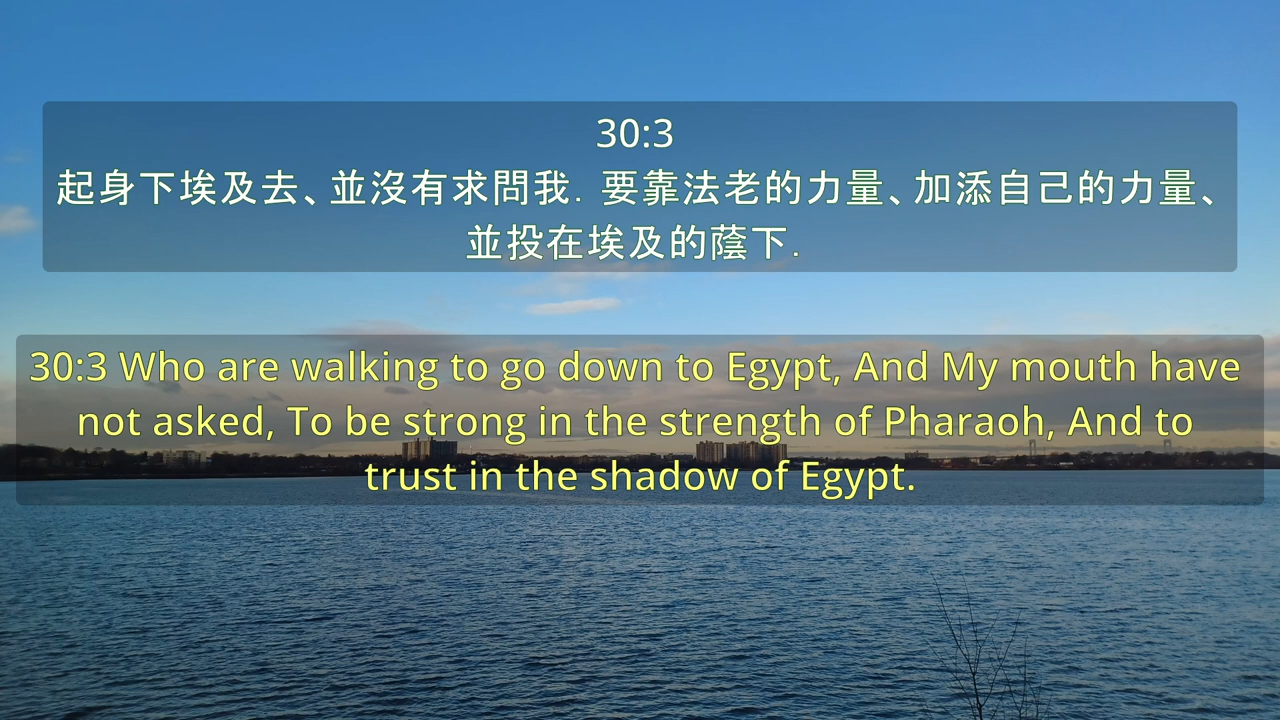 30:3
起身下埃及去、並沒有求問我. 要靠法老的力量、加添自己的力量、
並投在埃及的蔭下.
30:3 Who are walking to go down to Egypt, And My mouth have
not asked, To be strong in the strength of Pharaoh, And to
trust in the shadow of Egypt.